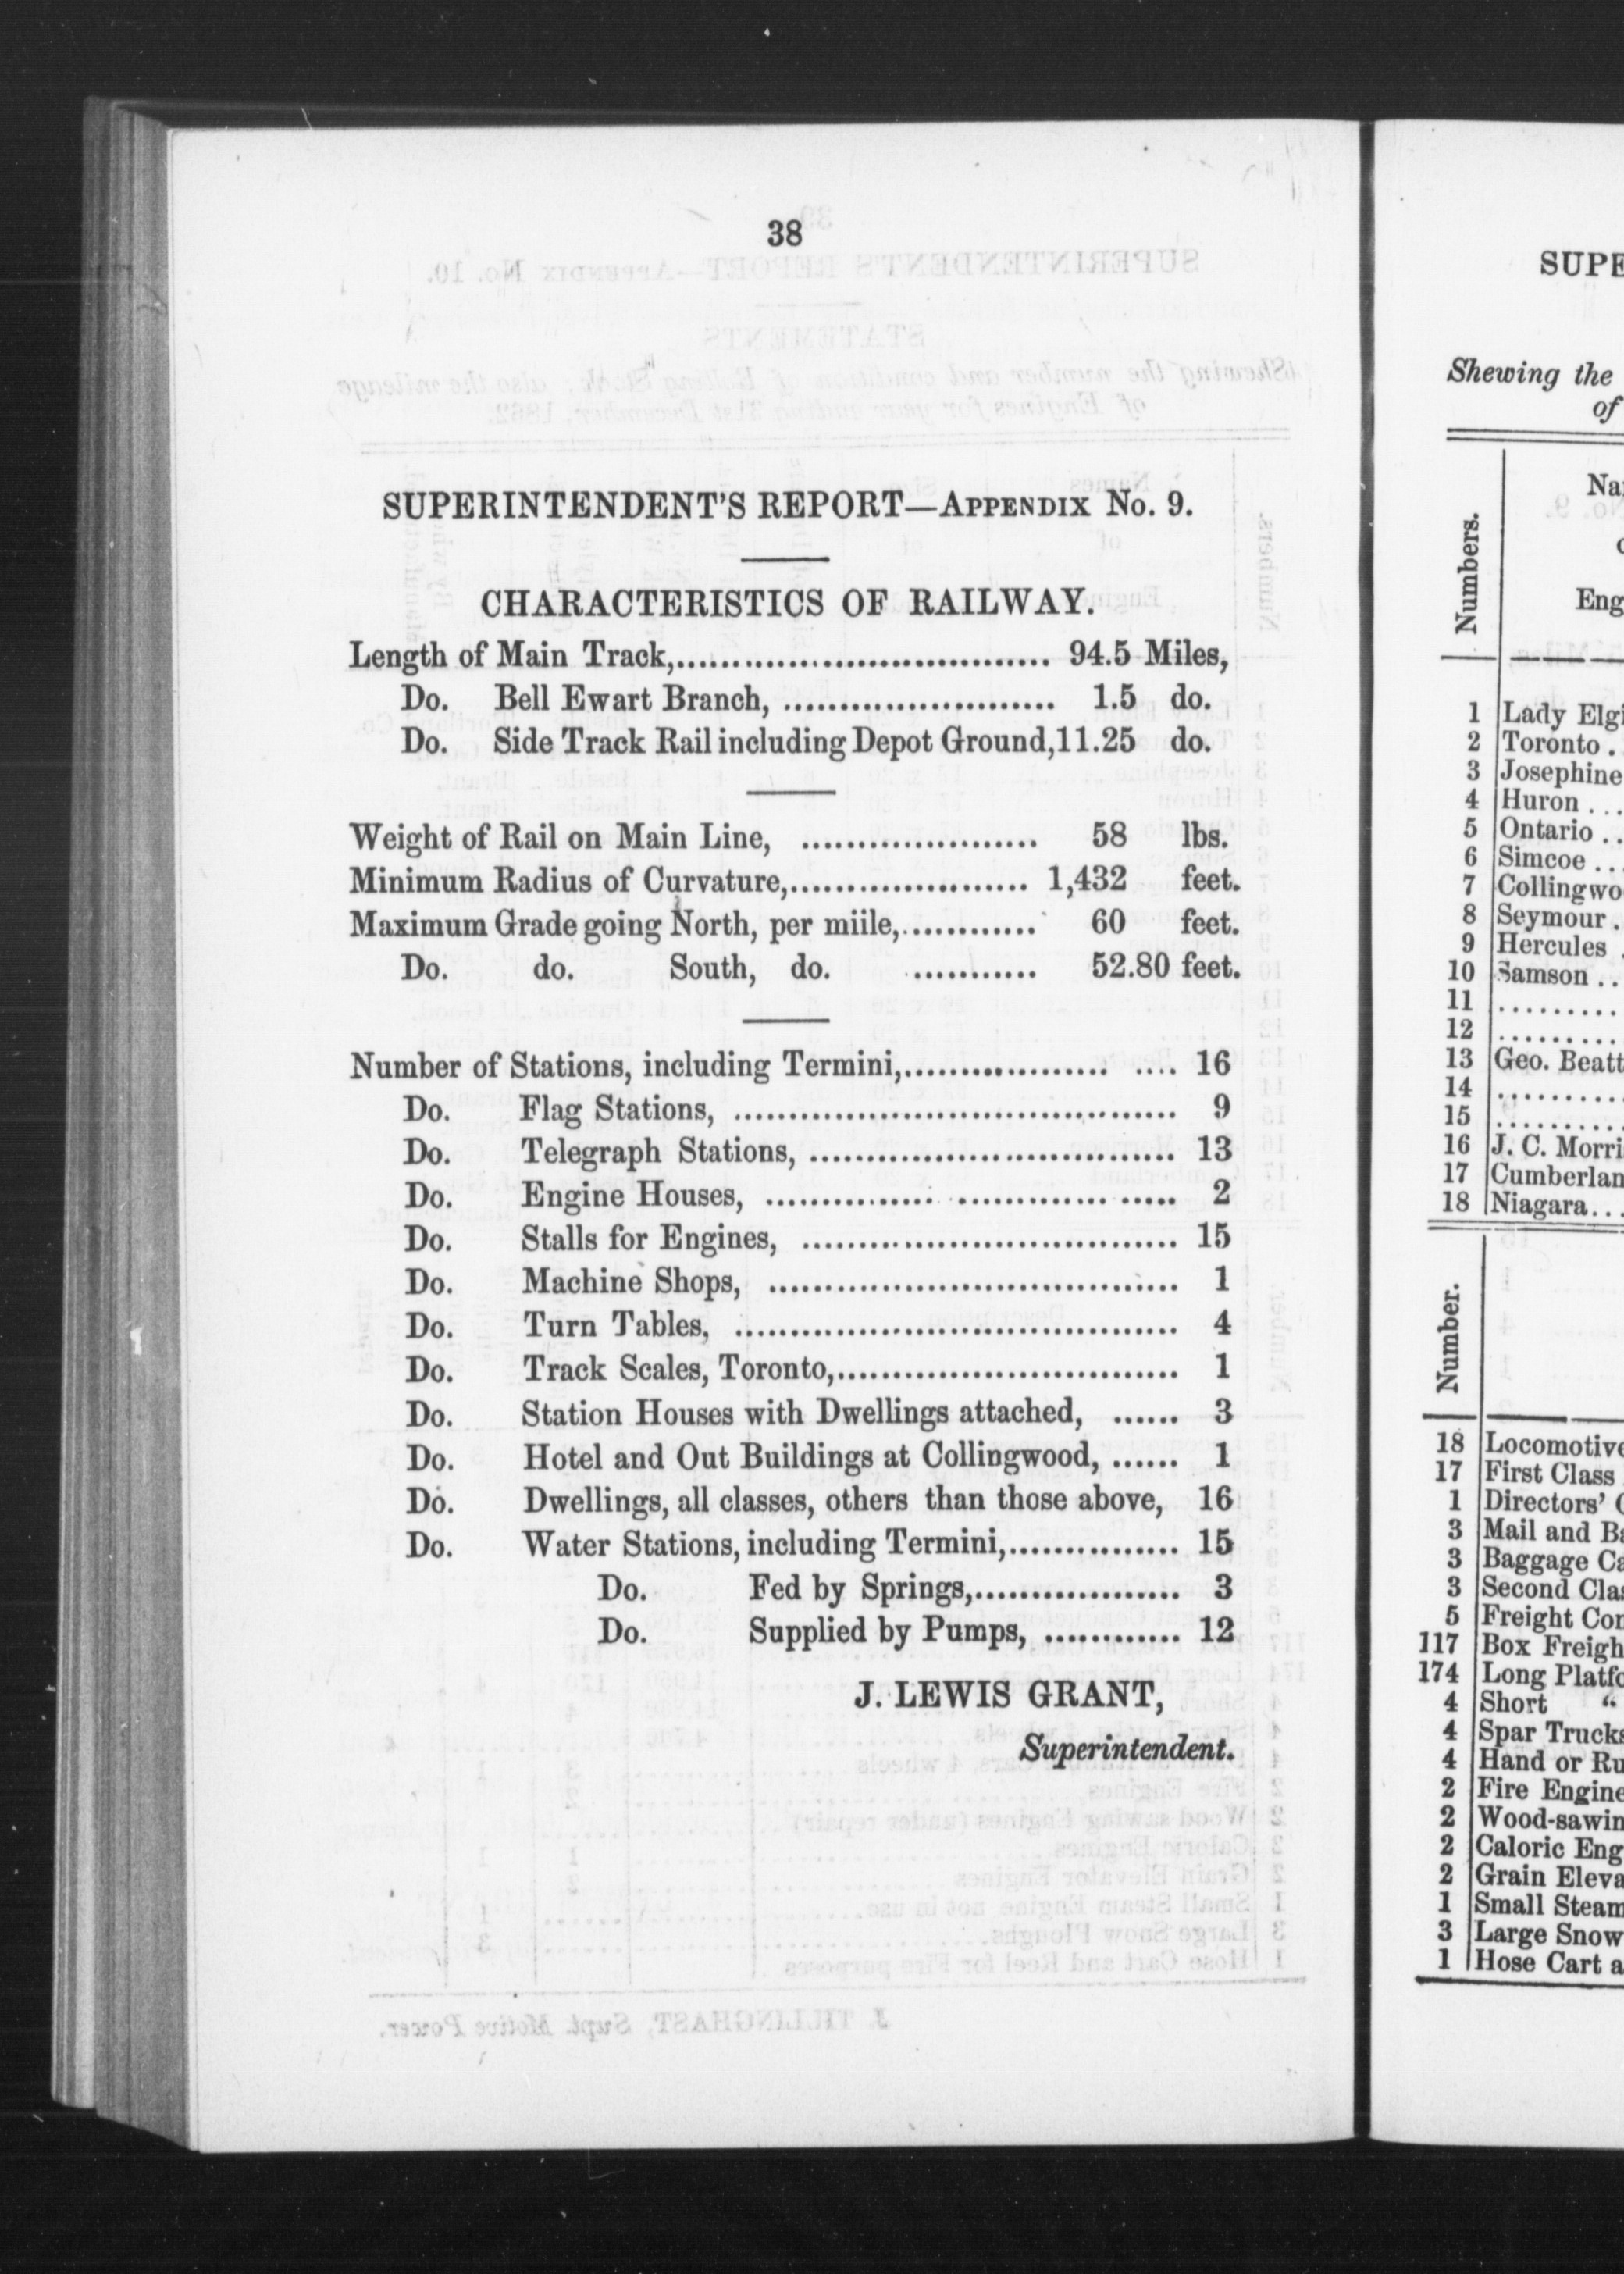 38
SUPERINTENDENT'S REPORT—APPENDIX No. 9.
CHARACTERISTICS OF RAILWAY.
Length of Main Track,.................................. 94.5 Miles,
Do. Bell Ewart Branch, ......................... 1.5 do.
Do. Side Track Rail including Depot Ground, 11.25 do.
Weight of Rail on Main Line, ...................... 58 lbs.
Minimum Radius of Curvature,...................... 1,432 feet.
Maximum Grade going North, per miile,............. 60 feet.
Do. do. South, do. ............ 52.80 feet.
Number of Stations, including Termini,................... .... 16
Do. Flag Stations, ......................................... 9
Do. Telegraph Stations, ................................. 13
Do. Engine Houses, ................ .............. ..... 2
Do. Stalls for Engines, .................................. 15
Do. Machine Shops, ..................................... 1
Do. Turn Tables, ........................................ 4
Do. Track Scales, Toronto,............................... 1
Do. Station Houses with Dwellings attached, ...... 3
Do. Hotel and Out Buildings at Collingwood, ...... 1
Do. Dwellings, all classes, others than those above, 16
Do. Water Stations, including Termini,................ 15
Do. Fed by Springs,................... 3
Do. Supplied by Pumps, ............ 12
J. LEWIS GRANT,
Superintendent.
SUPE
Shewing the
of
Numbers.
Na
Eng
1 Lady Elgi
2 Toronto .
3 Josephine
4 Huron ...
5 Ontario ..
6 Simcoe ...
7 Collingwo
8 Seymour .
9 Hercules .
10 Samson ..
11 .........
12 .........
13 Geo. Beatt
14 .........
15 .........
16 J. C. Morri
17 Cumberlan
18 Niagara...
Number.
18 Locomotive
17 First Class
1 Directors' C
3 Mail and Ba
3 Baggage Ca
3 Second Clas
5 Freight Con
117 Box Freigh
174 Long Platfo
4 Short “
4 Spar Trucks
4 Hand or Ru
2 Fire Engine
2 Wood-sawin
2 Caloric Eng
2 Grain Eleva
1 Small Steam
3 Large Snow
1 Hose Cart a